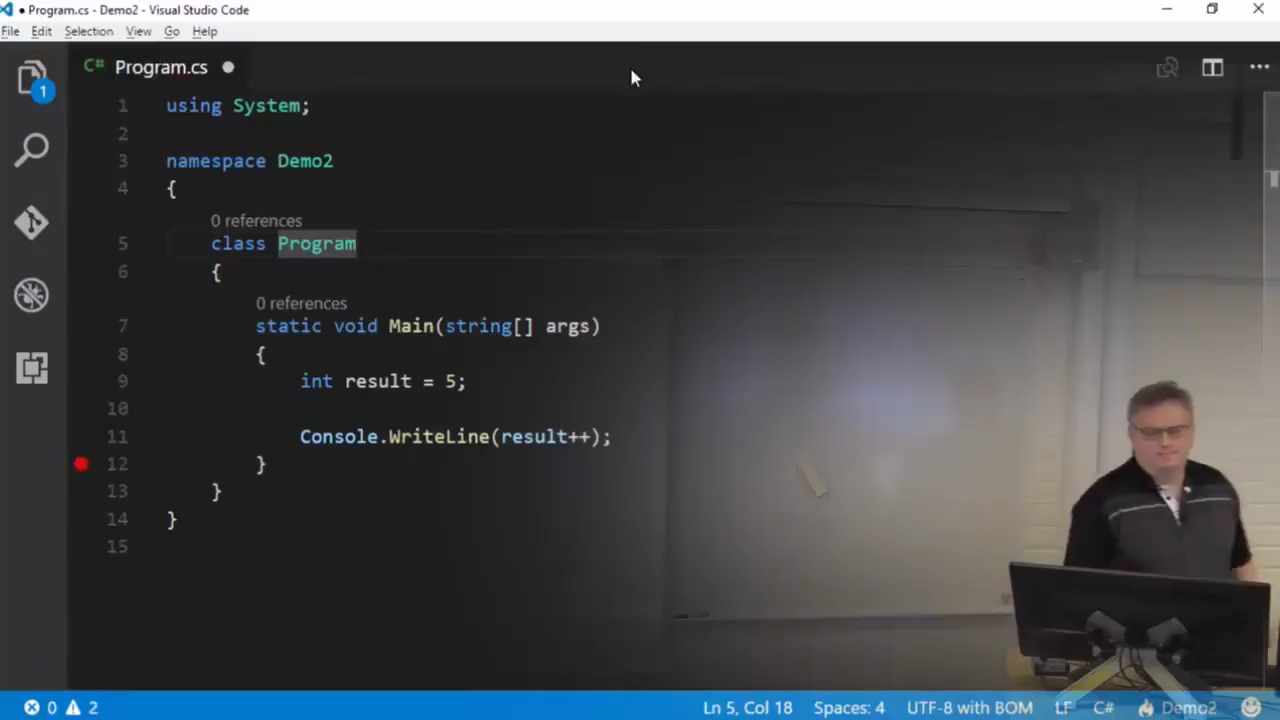 ● Program.cs - Demo2 - Visual Studio Code
File Edit Selection View Go Help
1
C# Program.cs ●
1 using System;
2
3 namespace Demo2
4 {
0 references
5 class Program
6 {
0 references
7 static void Main(string[] args)
8 {
9 int result = 5;
10
11 Console.WriteLine(result++);
12 }
13 }
14 }
15
0 2 Ln 5, Col 18 Spaces: 4 UTF-8 with BOM LF C# Demo2